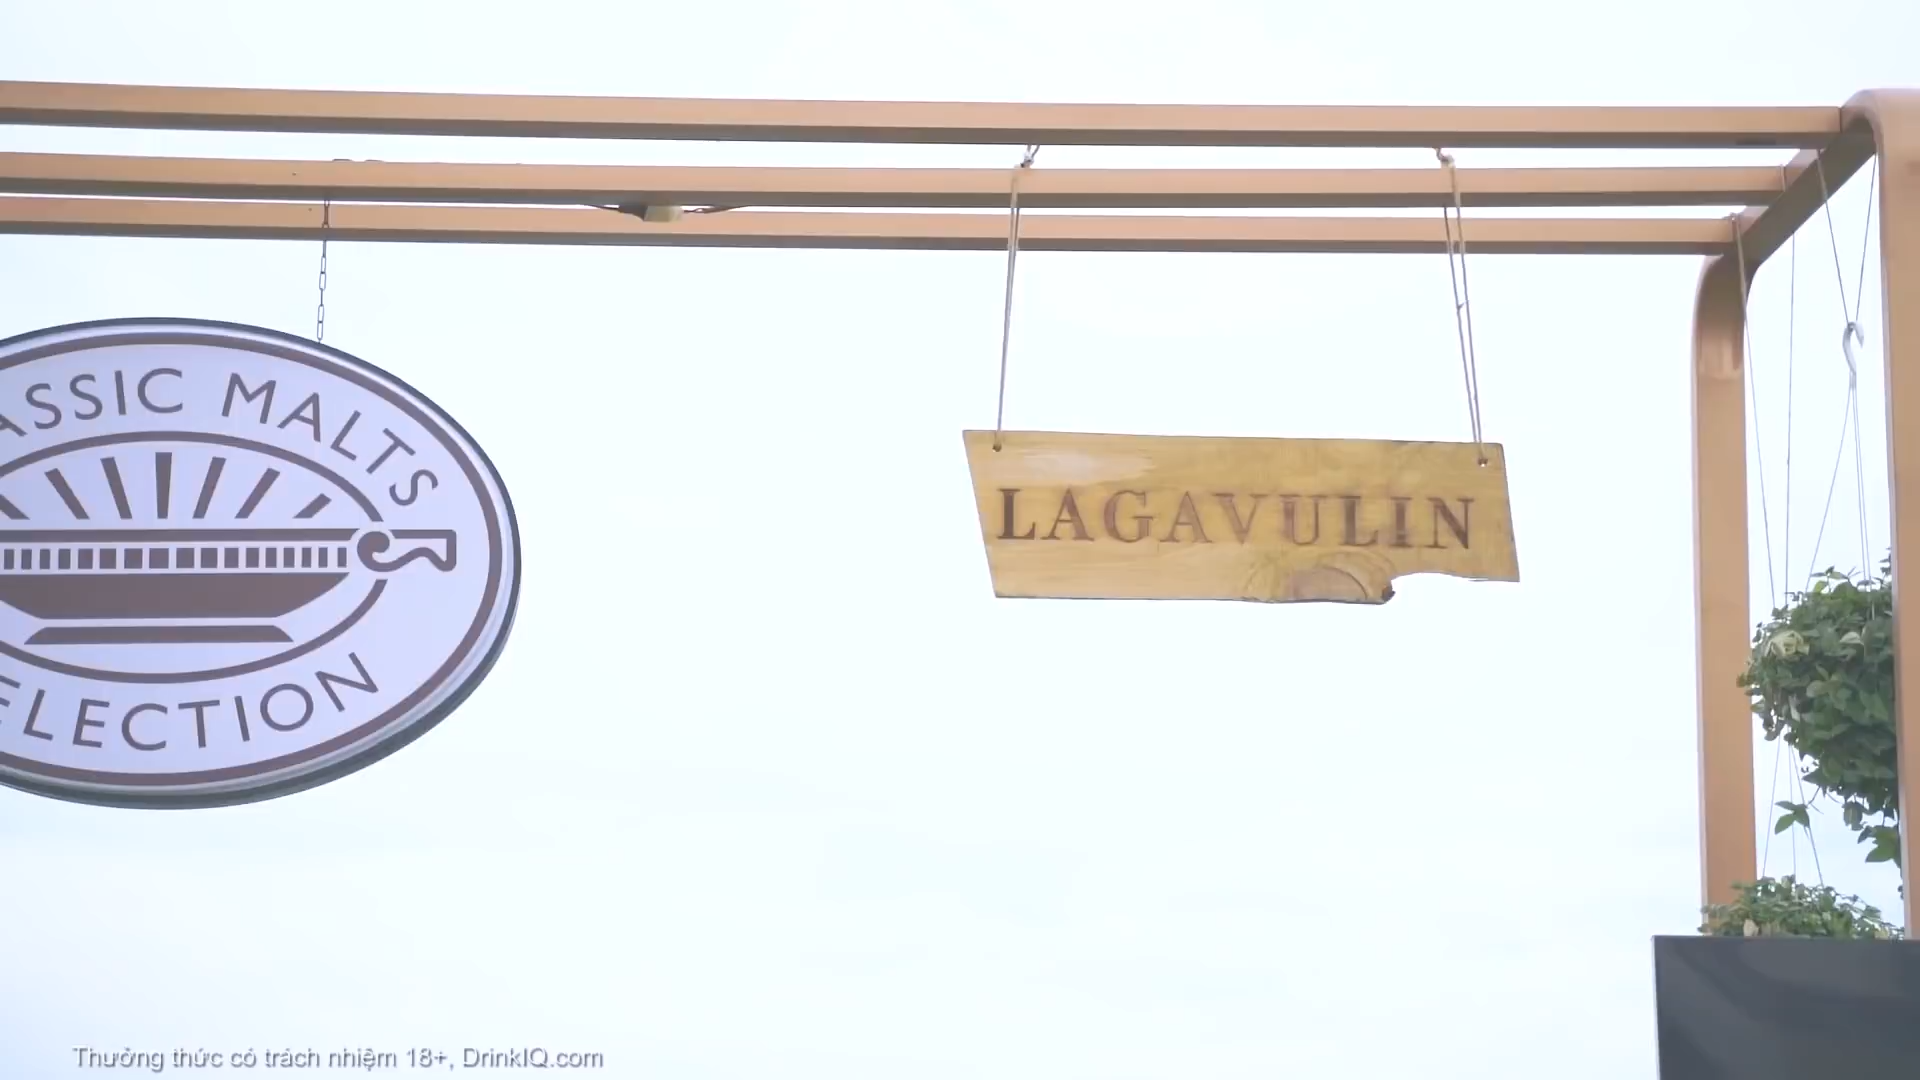 ASSIC MALTS
ELECTION
LAGAVULIN
Thưởng thức có trách nhiệm 18+, DrinkIQ.com